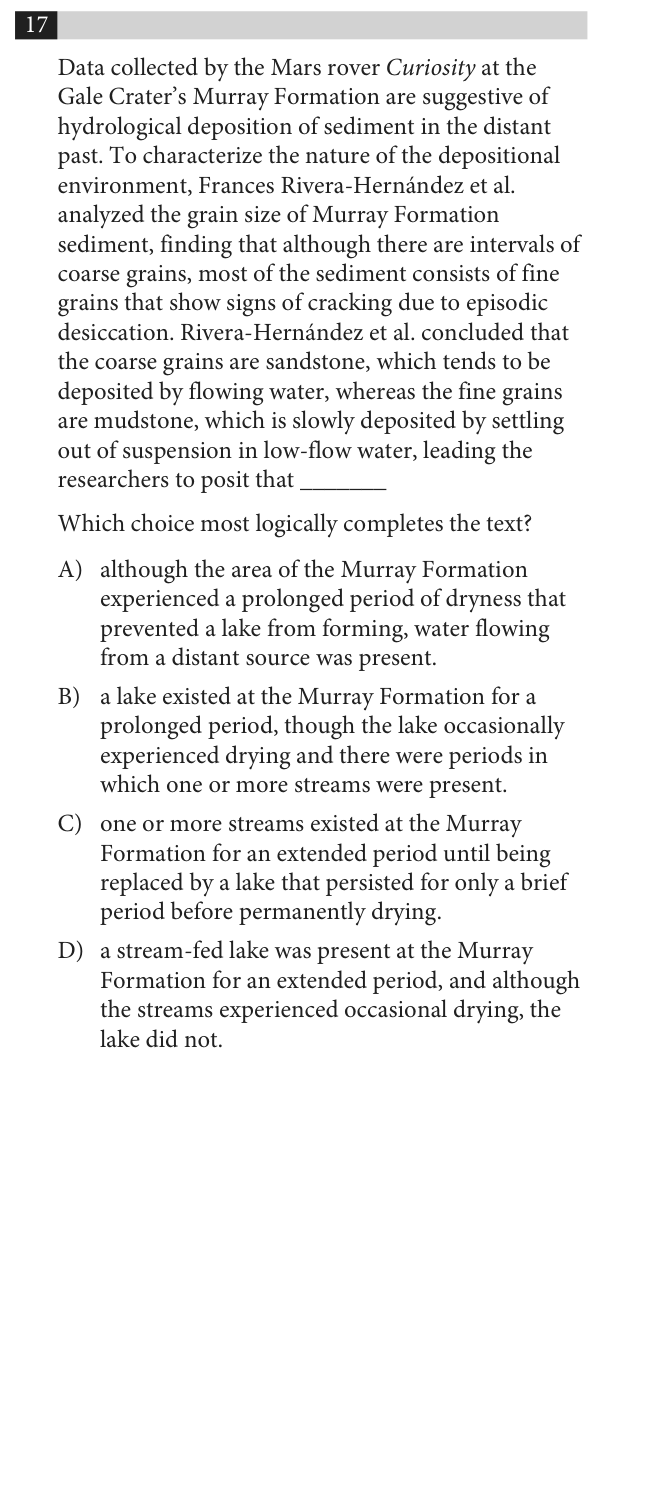 17
Data collected by the Mars rover Curiosity at the
Gale Crater’s Murray Formation are suggestive of
hydrological deposition of sediment in the distant
past. To characterize the nature of the depositional
environment, Frances Rivera-Hernández et al.
analyzed the grain size of Murray Formation
sediment, finding that although there are intervals of
coarse grains, most of the sediment consists of fine
grains that show signs of cracking due to episodic
desiccation. Rivera-Hernández et al. concluded that
the coarse grains are sandstone, which tends to be
deposited by flowing water, whereas the fine grains
are mudstone, which is slowly deposited by settling
out of suspension in low-flow water, leading the
researchers to posit that _______
Which choice most logically completes the text?
A) although the area of the Murray Formation
experienced a prolonged period of dryness that
prevented a lake from forming, water flowing
from a distant source was present.
B) a lake existed at the Murray Formation for a
prolonged period, though the lake occasionally
experienced drying and there were periods in
which one or more streams were present.
C) one or more streams existed at the Murray
Formation for an extended period until being
replaced by a lake that persisted for only a brief
period before permanently drying.
D) a stream-fed lake was present at the Murray
Formation for an extended period, and although
the streams experienced occasional drying, the
lake did not.